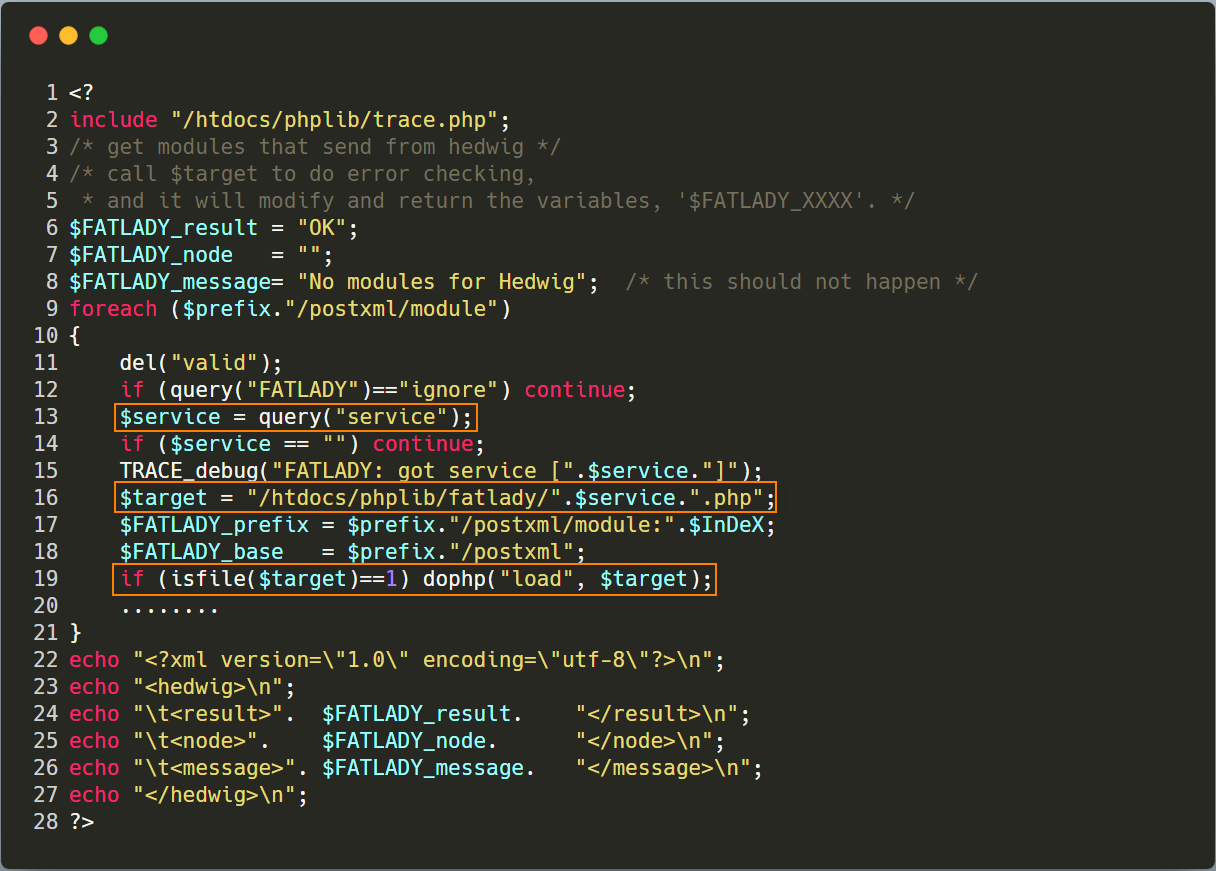 1 <?
2 include "/htdocs/phplib/trace.php";
3 /* get modules that send from hedwig */
4 /* call $target to do error checking,
5  * and it will modify and return the variables, '$FATLADY_XXXX'. */
6 $FATLADY_result = "OK";
7 $FATLADY_node   = "";
8 $FATLADY_message= "No modules for Hedwig";  /* this should not happen */
9 foreach ($prefix."/postxml/module")
10 {
11     del("valid");
12     if (query("FATLADY")=="ignore") continue;
13     $service = query("service");
14     if ($service == "") continue;
15     TRACE_debug("FATLADY: got service [".$service."]");
16     $target = "/htdocs/phplib/fatlady/".$service.".php";
17     $FATLADY_prefix = $prefix."/postxml/module:".$InDeX;
18     $FATLADY_base   = $prefix."/postxml";
19     if (isfile($target)==1) dophp("load", $target);
20     ........
21 }
22 echo "<?xml version=\"1.0\" encoding=\"utf-8\"?>\n";
23 echo "<hedwig>\n";
24 echo "\t<result>".  $FATLADY_result.    "</result>\n";
25 echo "\t<node>".    $FATLADY_node.      "</node>\n";
26 echo "\t<message>". $FATLADY_message.   "</message>\n";
27 echo "</hedwig>\n";
28 ?>